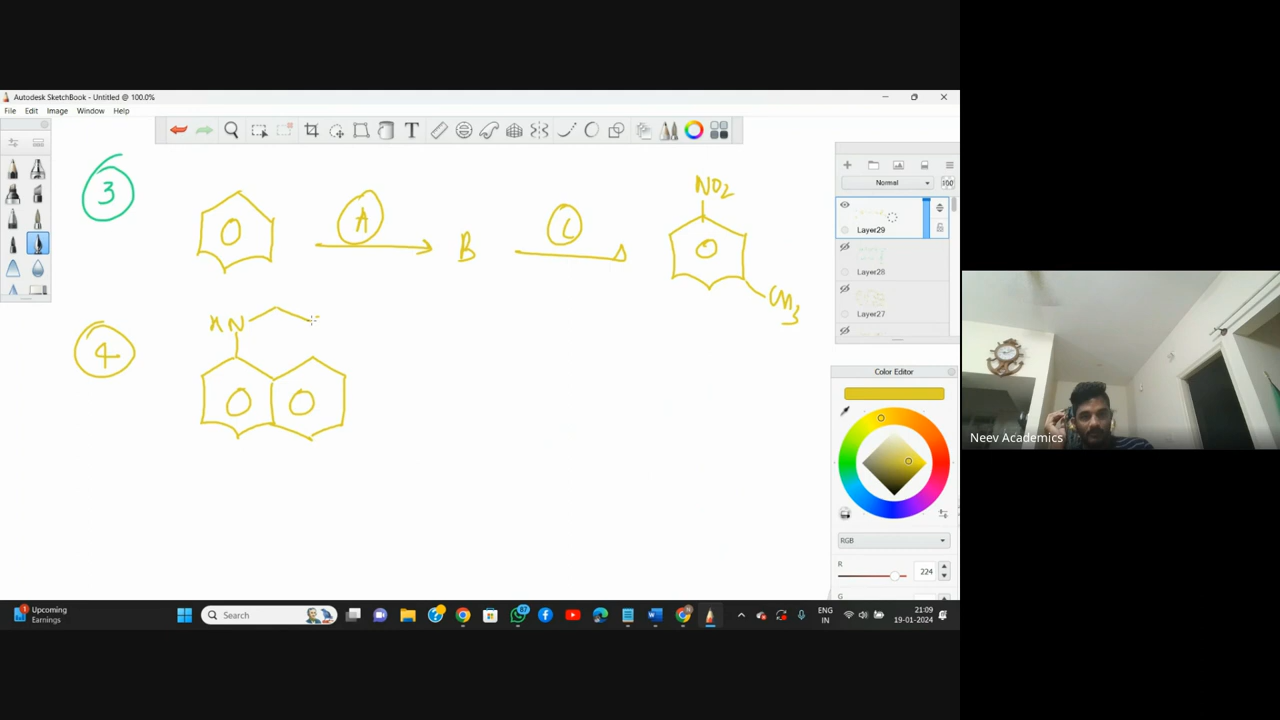 Autodesk SketchBook - Untitled @ 100.0%
File Edit Image Window Help
T
3
A
B
C
NO2
CH3
4
HN
Normal
100
Layer29
Layer28
Layer27
Color Editor
RGB
R
224
Neev Academics
1
Upcoming
Earnings
Search
ENG
IN
21:09
19-01-2024